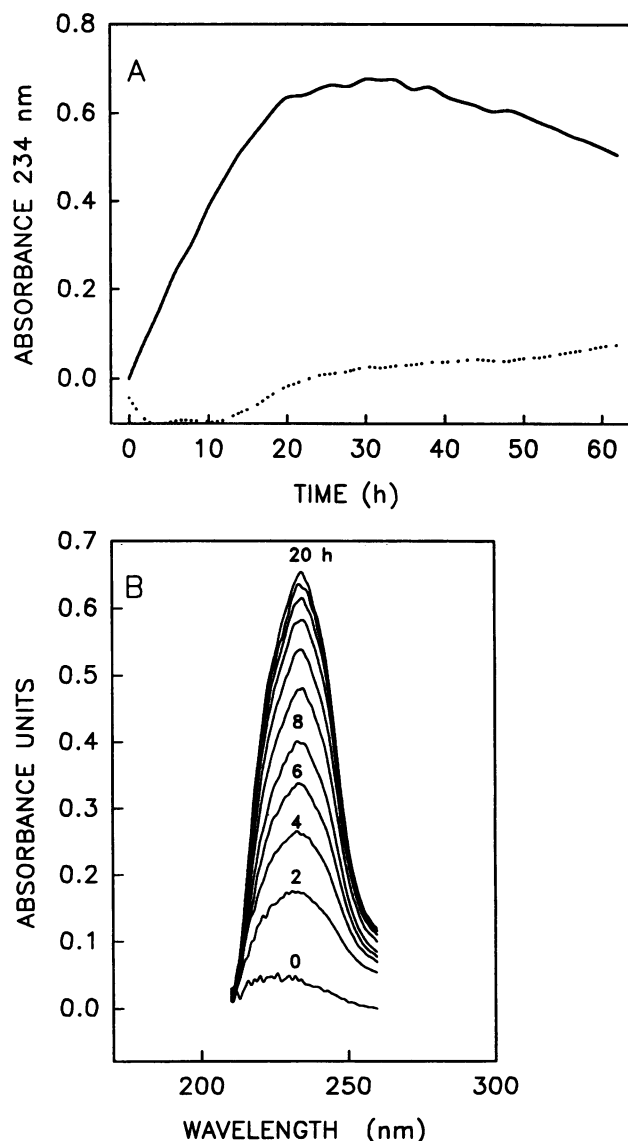 A
ABSORBANCE 234 nm
0.8
0.6
0.4
0.2
0.0
0 10 20 30 40 50 60
TIME (h)
B
ABSORBANCE UNITS
0.7
0.6
0.5
0.4
0.3
0.2
0.1
0.0
20 h
8
6
4
2
0
200 250 300
WAVELENGTH (nm)